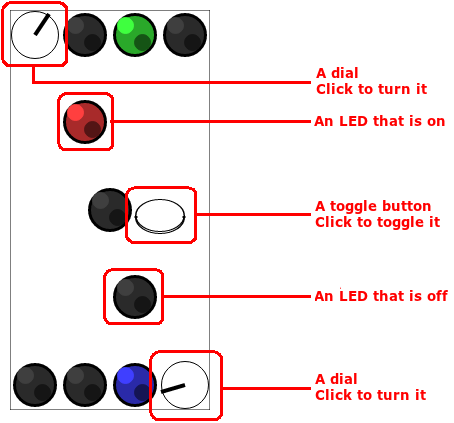 A dial
Click to turn it
An LED that is on
A toggle button
Click to toggle it
An LED that is off
A dial
Click to turn it